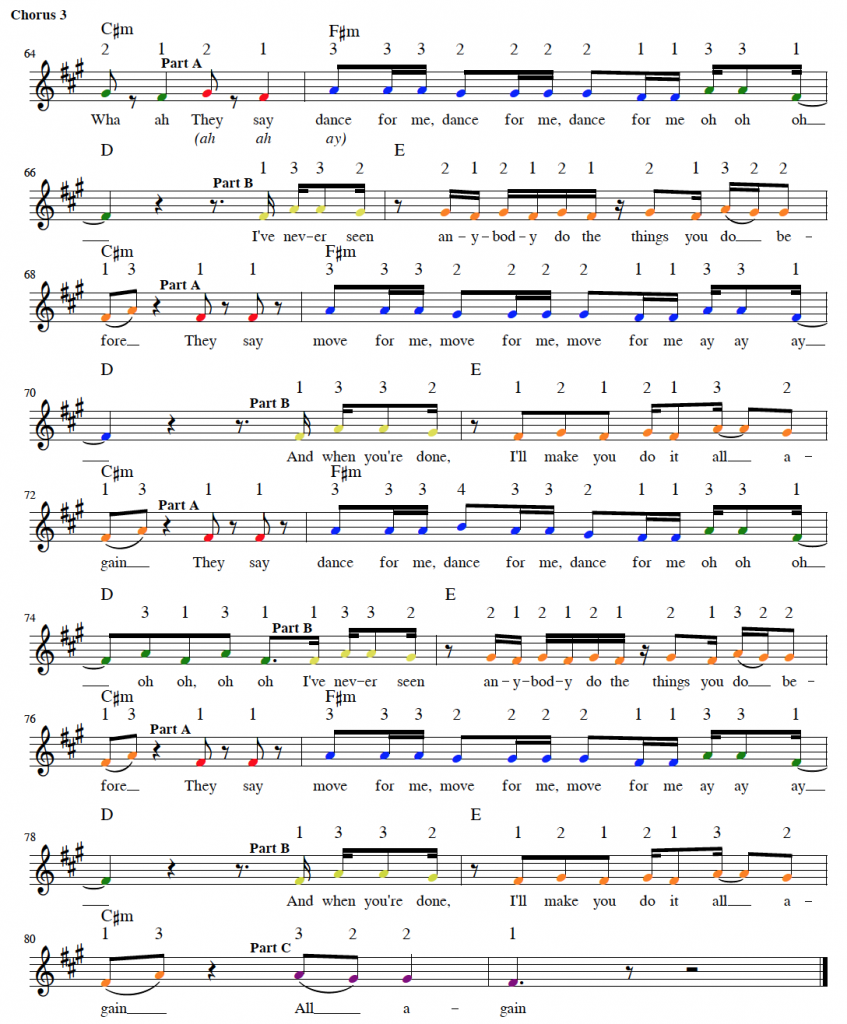 Chorus 3
C#m F#m
2 1 2 1 3 3 3 2 2 2 2 1 1 3 3 1
64 Part A
Wha ah They say dance for me, dance for me, dance for me oh oh oh
(ah ah ay)
D E
1 3 3 2 2 1 2 1 2 1 2 1 3 2 2
66 Part B
I've nev-er seen an-y-bod-y do the things you do be-
C#m F#m
1 3 1 1 3 3 3 2 2 2 2 1 1 3 3 1
68 Part A
fore They say move for me, move for me, move for me ay ay ay
D E
1 3 3 2 1 2 1 2 1 3 2
70 Part B
And when you're done, I'll make you do it all a-
C#m F#m
1 3 1 1 3 3 3 4 3 3 2 1 1 3 3 1
72 Part A
gain They say dance for me, dance for me, dance for me oh oh oh
D E
3 1 3 1 1 3 3 2 2 1 2 1 2 1 2 1 3 2 2
74 Part B
oh oh, oh oh I've nev-er seen an-y-bod-y do the things you do be-
C#m F#m
1 3 1 1 3 3 3 2 2 2 2 1 1 3 3 1
76 Part A
fore They say move for me, move for me, move for me ay ay ay
D E
1 3 3 2 1 2 1 2 1 3 2
78 Part B
And when you're done, I'll make you do it all a-
C#m
1 3 3 2 2 1
80 Part C
gain All a - gain